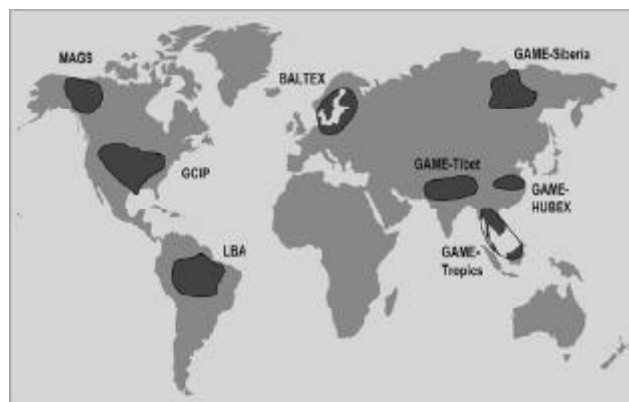 MAGS
GAME-Siberia
BALTEX
GCIP
GAME-Tibet
GAME-
HUBEX
LBA
GAME-
Tropics